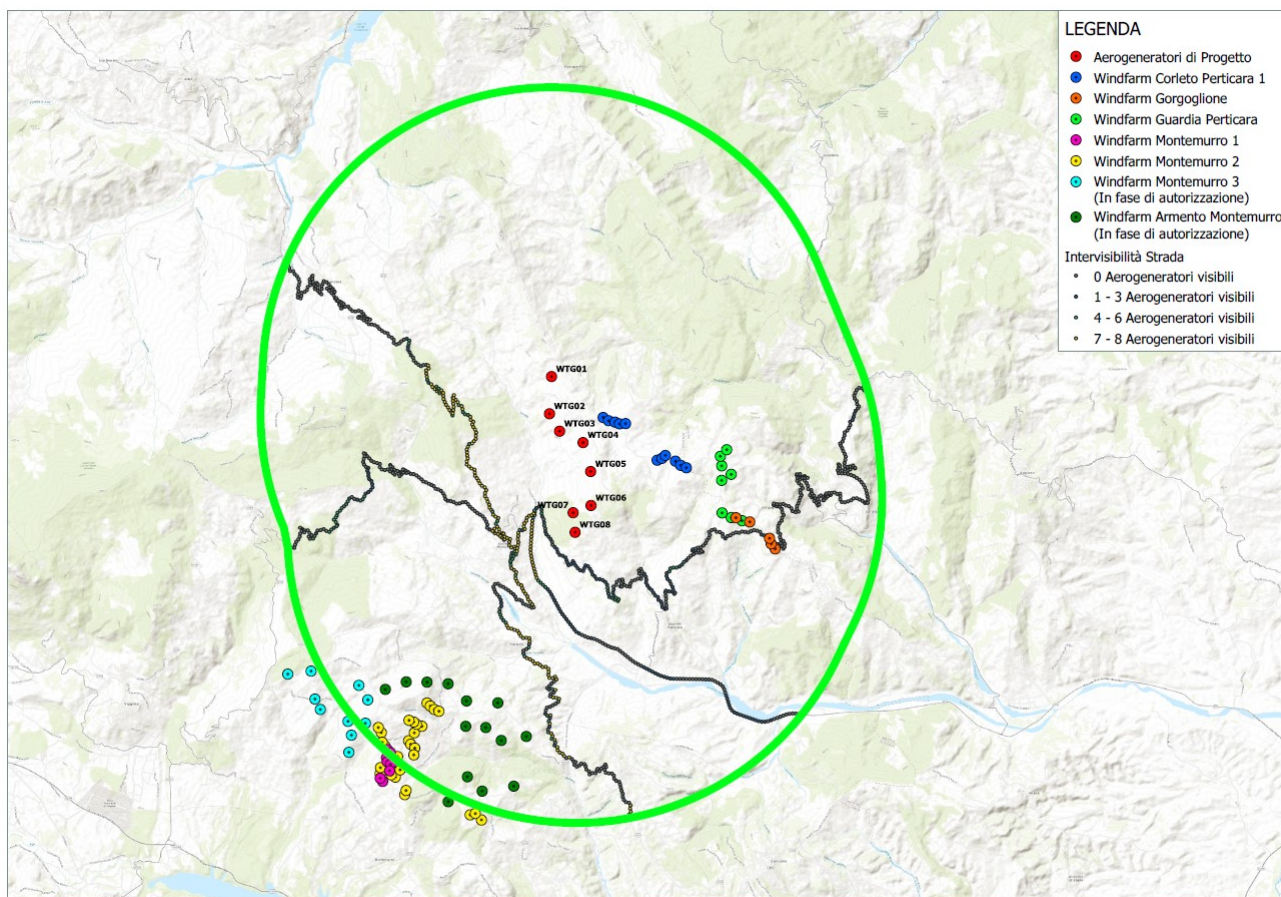 LEGENDA
Aerogeneratori di Progetto
Windfarm Corleto Perticara 1
Windfarm Gorgoglione
Windfarm Guardia Perticara
Windfarm Montemurro 1
Windfarm Montemurro 2
Windfarm Montemurro 3
(In fase di autorizzazione)
Windfarm Armento Montemurro
(In fase di autorizzazione)
Intervisibilità Strada
0 Aerogeneratori visibili
1 - 3 Aerogeneratori visibili
4 - 6 Aerogeneratori visibili
7 - 8 Aerogeneratori visibili
WTG01
WTG02
WTG03
WTG04
WTG05
WTG06
WTG07
WTG08